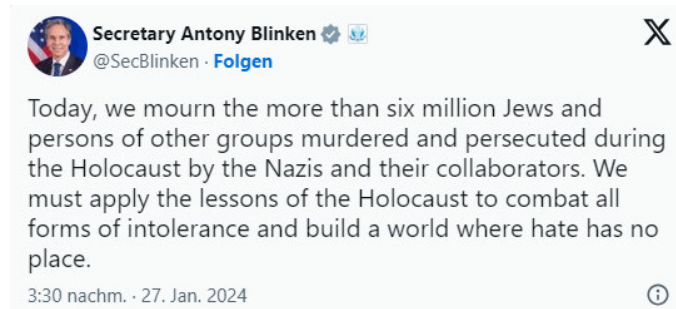 Secretary Antony Blinken
@SecBlinken · Folgen
Today, we mourn the more than six million Jews and
persons of other groups murdered and persecuted during
the Holocaust by the Nazis and their collaborators. We
must apply the lessons of the Holocaust to combat all
forms of intolerance and build a world where hate has no
place.
3:30 nachm. · 27. Jan. 2024